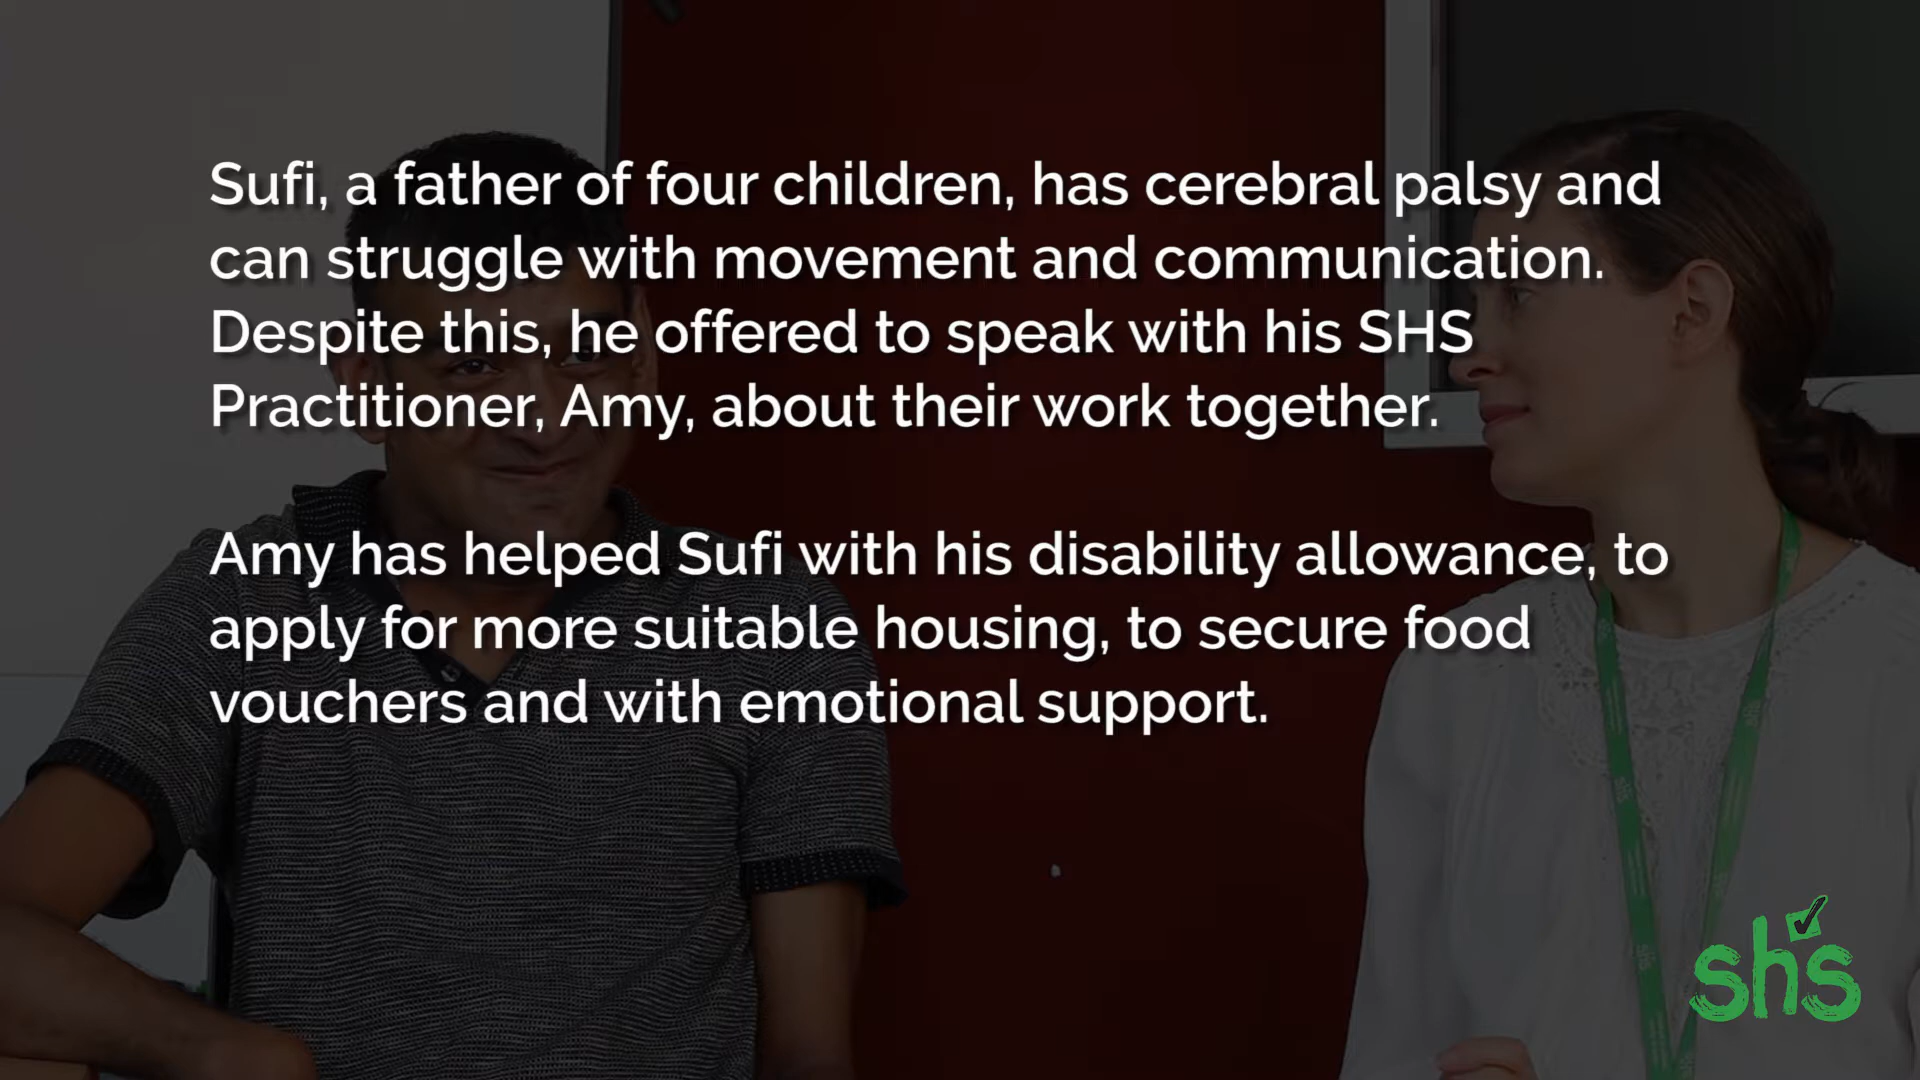 Sufi, a father of four children, has cerebral palsy and
can struggle with movement and communication.
Despite this, he offered to speak with his SHS
Practitioner, Amy, about their work together.
Amy has helped Sufi with his disability allowance, to
apply for more suitable housing, to secure food
vouchers and with emotional support.
shs